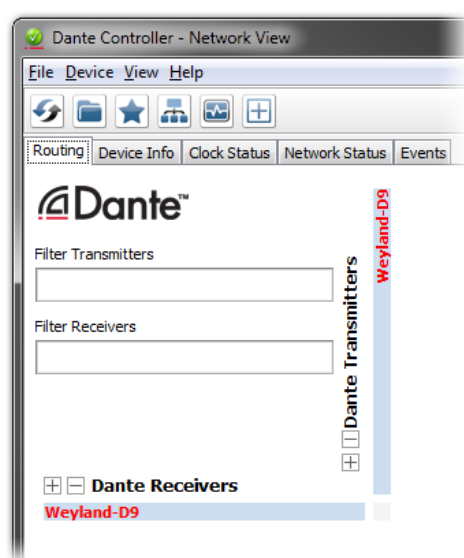 Dante Controller - Network View
File Device View Help
Routing Device Info Clock Status Network Status Events
Dante™
Filter Transmitters
Filter Receivers
Dante Transmitters
Weyland-D9
Dante Receivers
Weyland-D9